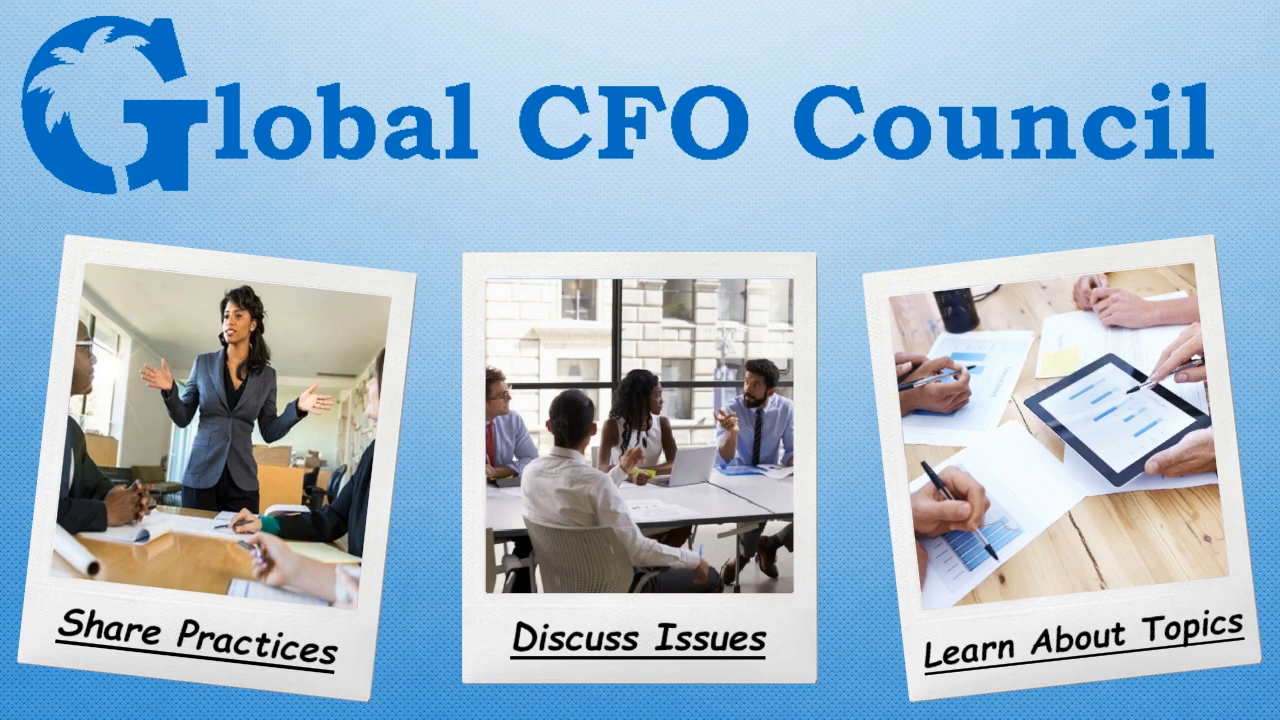 Global CFO Council
Share Practices
Discuss Issues
Learn About Topics